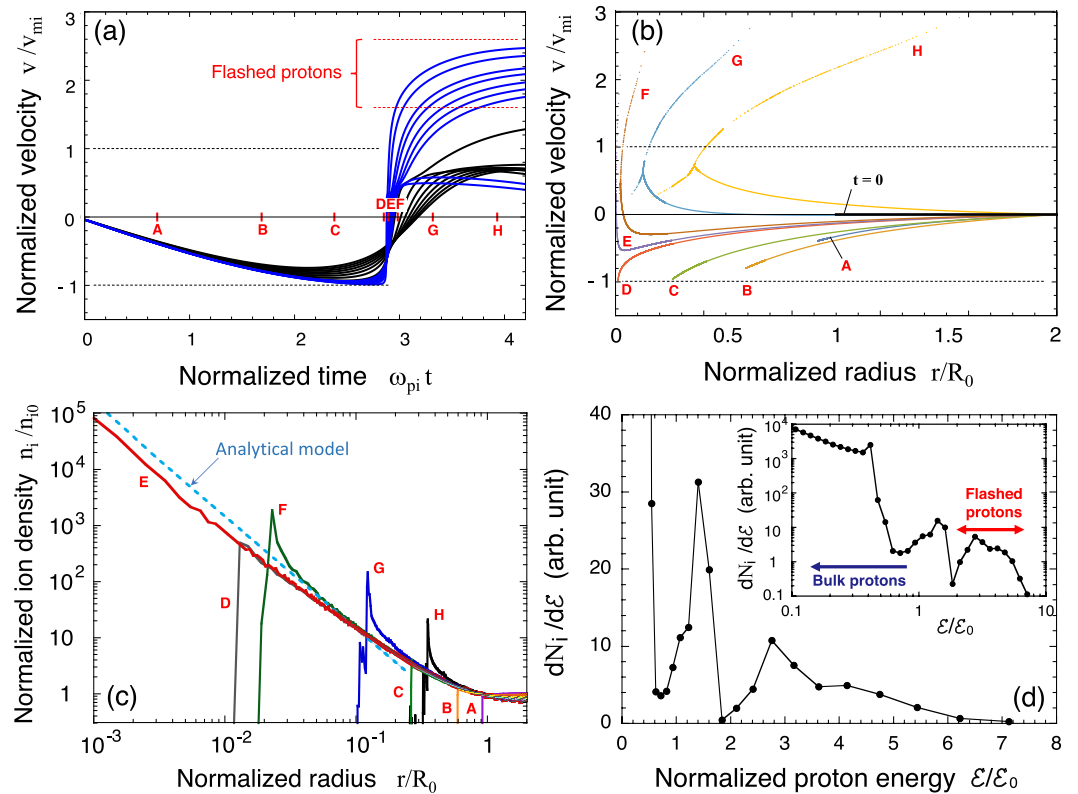 (a)
Normalized velocity v /v_mi
3
2
1
0
- 1
Flashed protons
A
B
C
DEF
G
H
0
1
2
3
4
Normalized time ω_pi t
(b)
Normalized velocity v /v_mi
3
2
1
0
- 1
F
G
H
t = 0
E
D
C
B
A
0
0.5
1
1.5
2
Normalized radius r/R_0
(c)
Normalized ion density n_i /n_i0
10^5
10^4
10^3
10^2
10
1
Analytical model
E
F
G
H
D
C
B
A
10^-3
10^-2
10^-1
1
Normalized radius r/R_0
(d)
dN_i /dℰ (arb. unit)
40
30
20
10
0
0
1
2
3
4
5
6
7
8
Normalized proton energy ℰ/ℰ_0
dN_i /dℰ (arb. unit)
10^4
10^3
10^2
10
1
0.1
Flashed
protons
Bulk protons
0.1
1
10
ℰ/ℰ_0